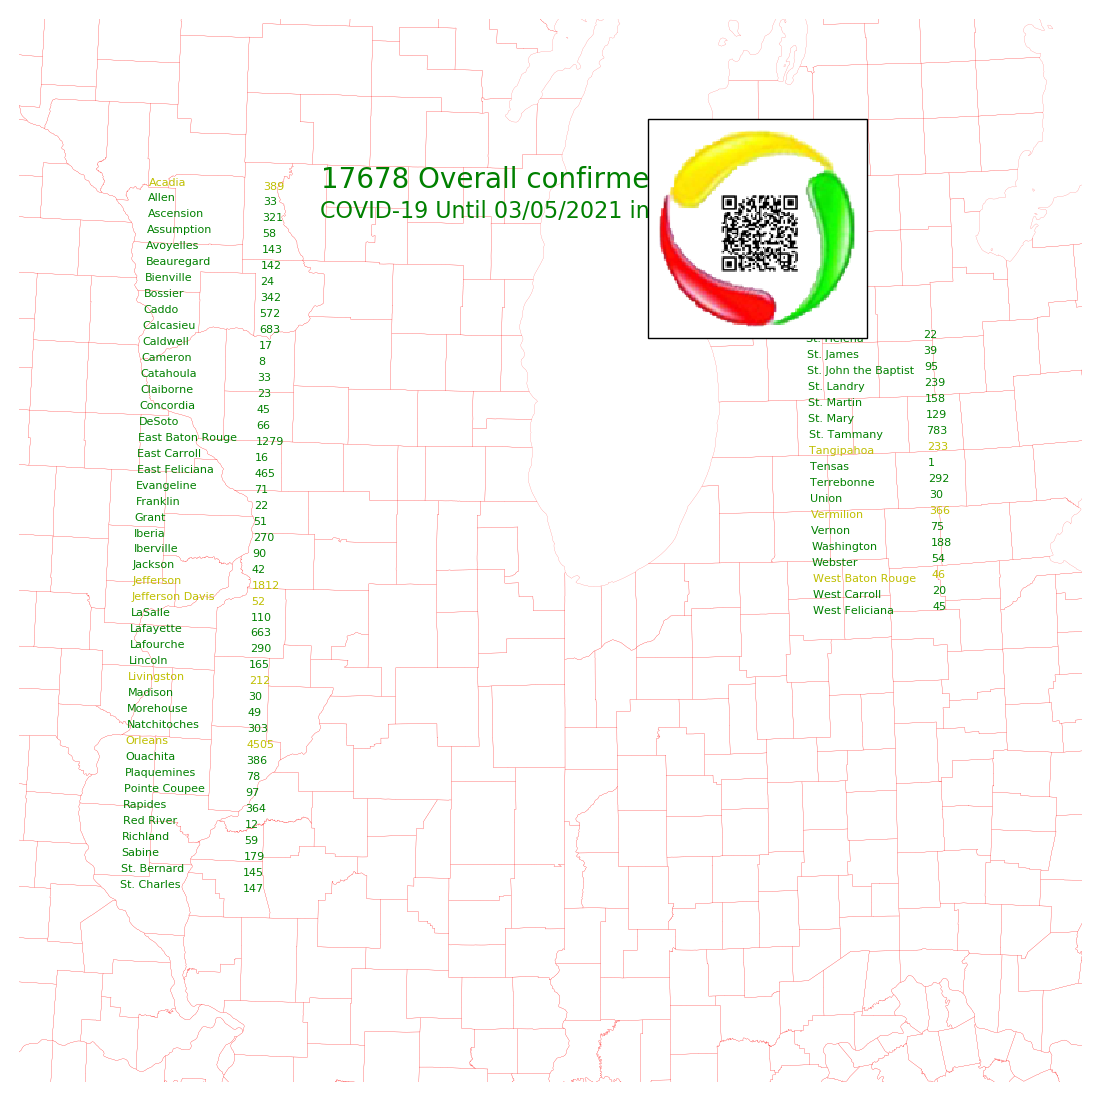 17678 Overall confirme
COVID-19 Until 03/05/2021 in
Acadia 389
Allen 33
Ascension 321
Assumption 58
Avoyelles 143
Beauregard 142
Bienville 24
Bossier 342
Caddo 572
Calcasieu 683
Caldwell 17
Cameron 8
Catahoula 33
Claiborne 23
Concordia 45
DeSoto 66
East Baton Rouge 1279
East Carroll 16
East Feliciana 465
Evangeline 71
Franklin 22
Grant 51
Iberia 270
Iberville 90
Jackson 42
Jefferson 1812
Jefferson Davis 52
LaSalle 110
Lafayette 663
Lafourche 290
Lincoln 165
Livingston 212
Madison 30
Morehouse 49
Natchitoches 303
Orleans 4505
Ouachita 386
Plaquemines 78
Pointe Coupee 97
Rapides 364
Red River 12
Richland 59
Sabine 179
St. Bernard 145
St. Charles 147
St. Helena 22
St. James 39
St. John the Baptist 95
St. Landry 239
St. Martin 158
St. Mary 129
St. Tammany 783
Tangipahoa 233
Tensas 1
Terrebonne 292
Union 30
Vermilion 366
Vernon 75
Washington 188
Webster 54
West Baton Rouge 46
West Carroll 20
West Feliciana 45